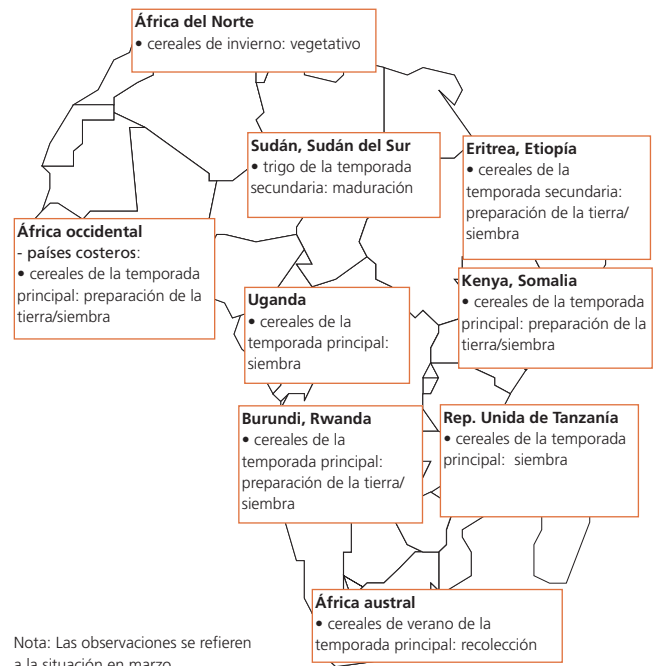 África del Norte
• cereales de invierno: vegetativo
Sudán, Sudán del Sur
• trigo de la temporada
secundaria: maduración
Eritrea, Etiopía
• cereales de la
temporada secundaria:
preparación de la tierra/
siembra
África occidental
- países costeros:
• cereales de la temporada
principal: preparación de la
tierra/siembra
Kenya, Somalia
• cereales de la temporada
principal: preparación de la
tierra/siembra
Uganda
• cereales de la
temporada principal:
siembra
Burundi, Rwanda
• cereales de la
temporada principal:
preparación de la tierra/
siembra
Rep. Unida de Tanzanía
• cereales de la temporada
principal: siembra
África austral
• cereales de verano de la
temporada principal: recolección
Nota: Las observaciones se refieren
a la situación en marzo